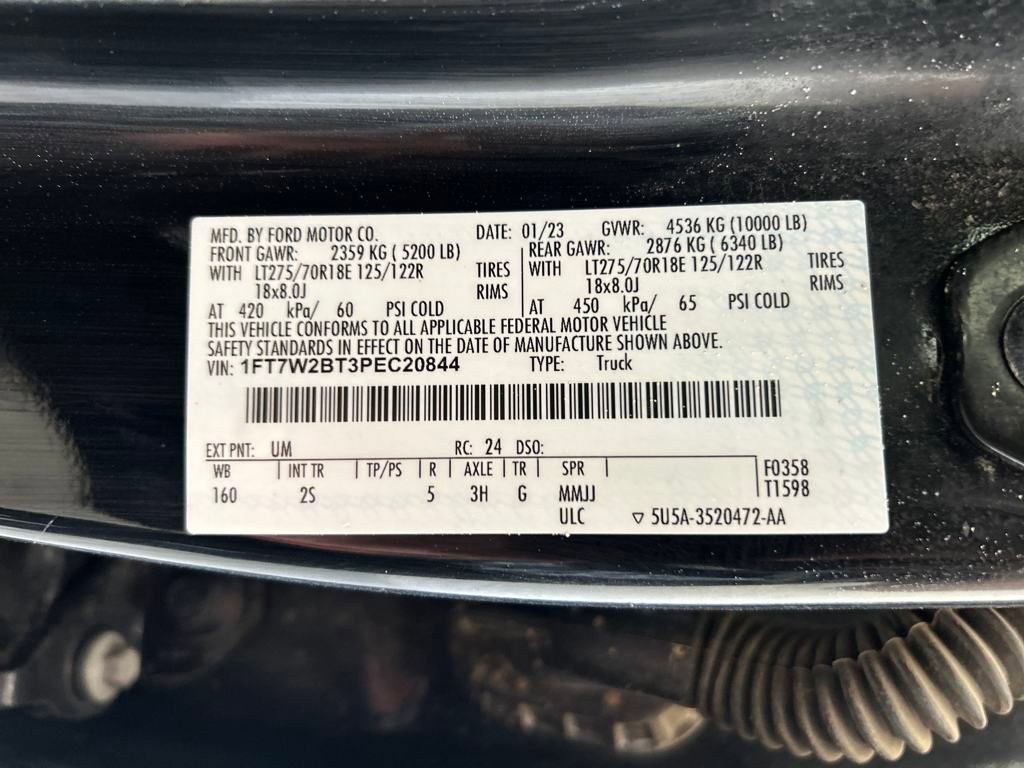 MFD. BY FORD MOTOR CO. DATE: 01/23 GVWR: 4536 KG (10000 LB)
FRONT GAWR: 2359 KG ( 5200 LB) REAR GAWR: 2876 KG ( 6340 LB)
WITH LT275/70R18E 125/122R TIRES WITH LT275/70R18E 125/122R TIRES
18x8.0J RIMS 18x8.0J RIMS
AT 420 kPa/ 60 PSI COLD AT 450 kPa/ 65 PSI COLD
THIS VEHICLE CONFORMS TO ALL APPLICABLE FEDERAL MOTOR VEHICLE
SAFETY STANDARDS IN EFFECT ON THE DATE OF MANUFACTURE SHOWN ABOVE.
VIN: 1FT7W2BT3PEC20844 TYPE: Truck
EXT PNT: UM RC: 24 DSO:
WB INT TR TP/PS R AXLE TR SPR F0358
160 2S 5 3H G MMJJ T1598
ULC ▽ 5U5A-3520472-AA